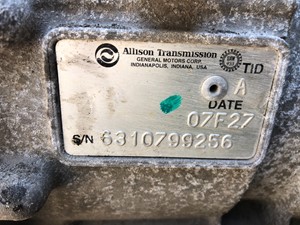 Allison Transmission
GENERAL MOTORS CORP.
INDIANAPOLIS, INDIANA, USA
TID
A
DATE
07F27
S/N 6310799256